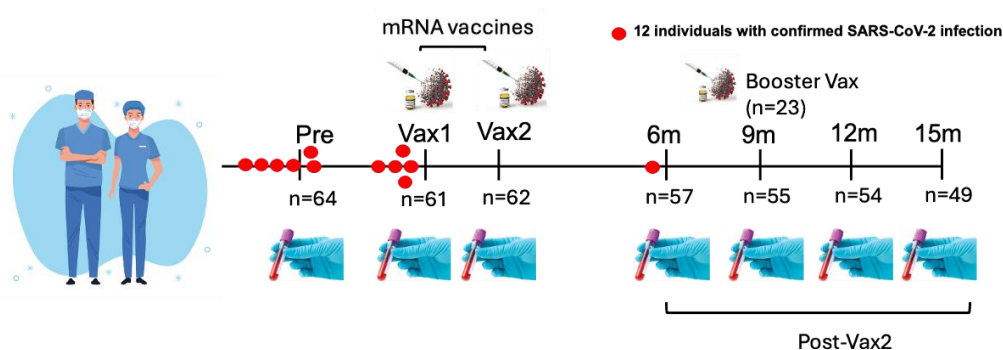 mRNA vaccines
12 individuals with confirmed SARS-CoV-2 infection
Booster Vax
(n=23)
Pre
Vax1
Vax2
6m
9m
12m
15m
n=64
n=61
n=62
n=57
n=55
n=54
n=49
Post-Vax2